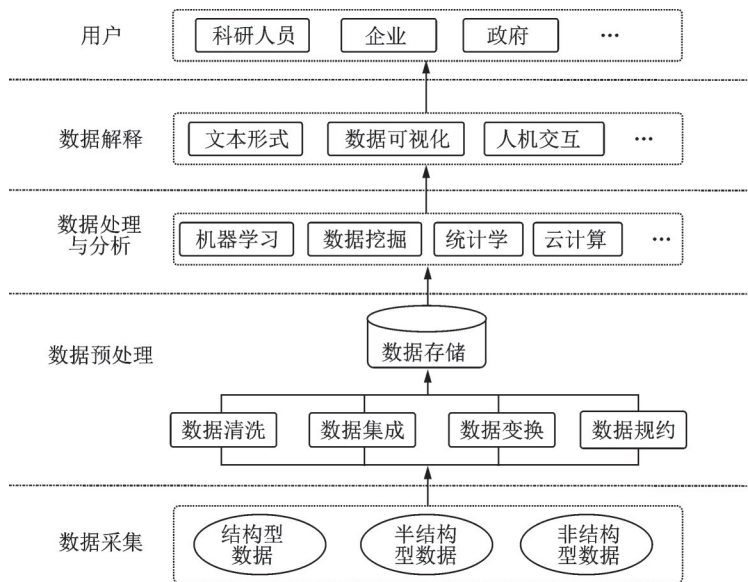 用户
科研人员
企业
政府
…
数据解释
文本形式
数据可视化
人机交互
…
数据处理
与分析
机器学习
数据挖掘
统计学
云计算
…
数据预处理
数据存储
数据清洗
数据集成
数据变换
数据规约
数据采集
结构型
数据
半结构
型数据
非结构
型数据